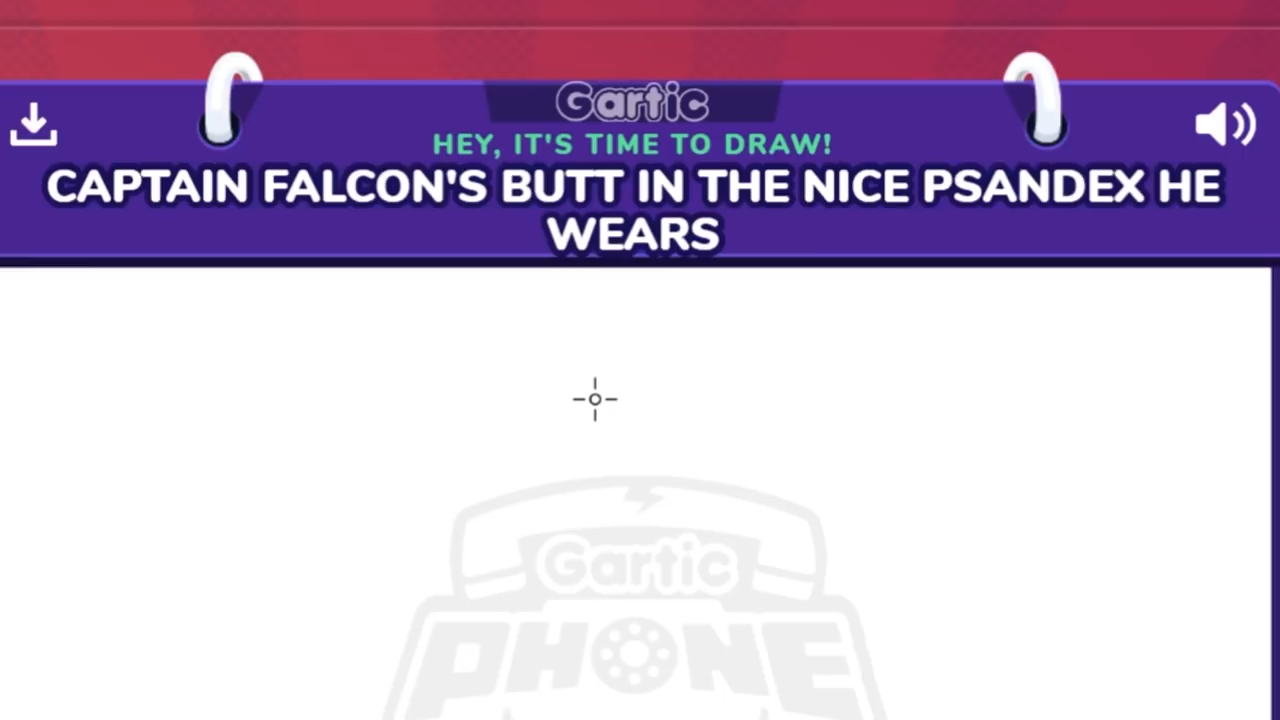 Gartic
HEY, IT'S TIME TO DRAW!
CAPTAIN FALCON'S BUTT IN THE NICE PSANDEX HE
WEARS
Gartic
PHONE